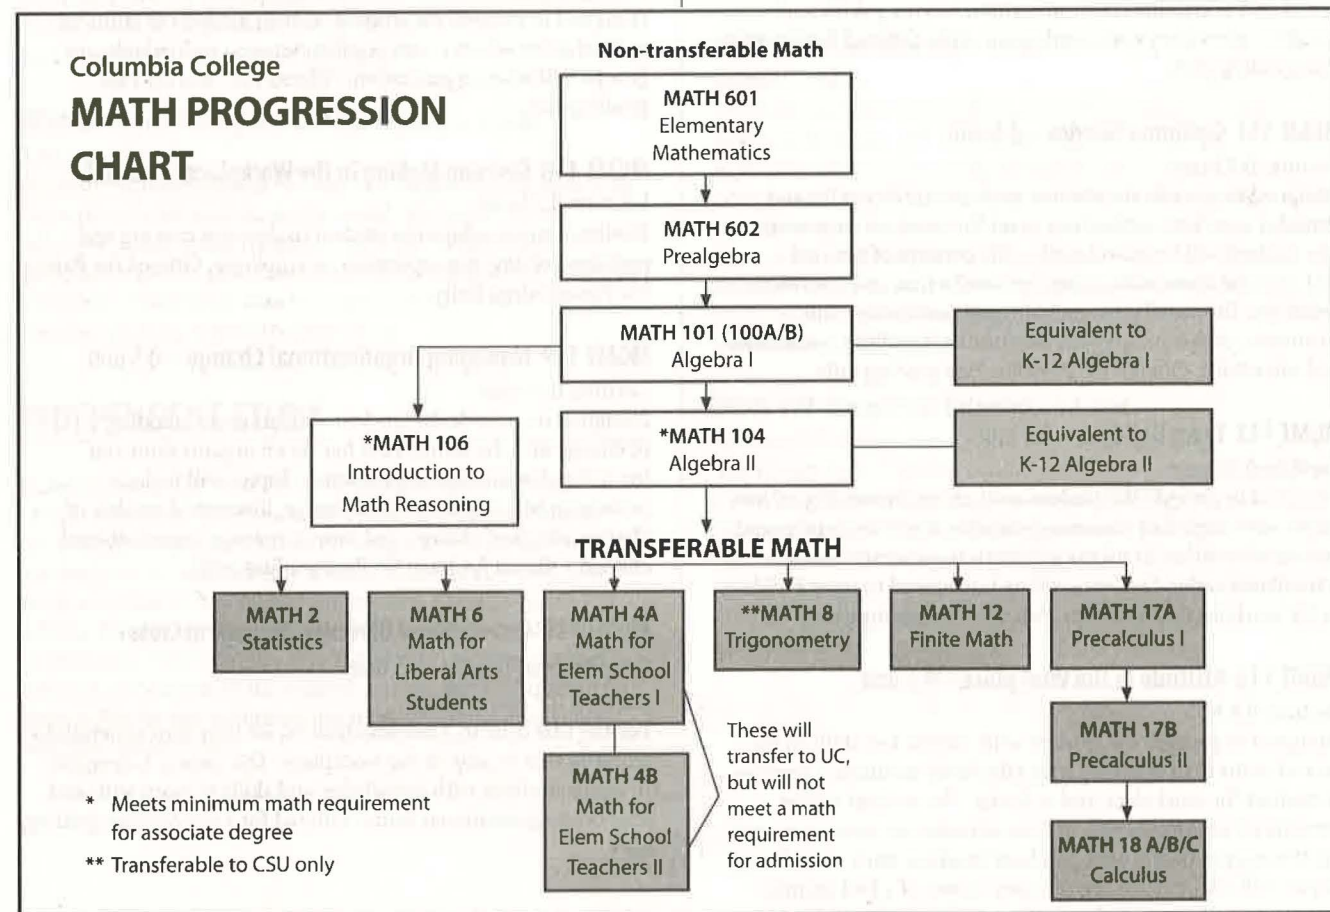 Columbia College
MATH PROGRESSION
CHART
Non-transferable Math
MATH 601
Elementary
Mathematics
MATH 602
Prealgebra
MATH 101 (100A/B)
Algebra I
Equivalent to
K-12 Algebra I
*MATH 106
Introduction to
Math Reasoning
*MATH 104
Algebra II
Equivalent to
K-12 Algebra II
TRANSFERABLE MATH
MATH 2
Statistics
MATH 6
Math for
Liberal Arts
Students
MATH 4A
Math for
Elem School
Teachers I
**MATH 8
Trigonometry
MATH 12
Finite Math
MATH 17A
Precalculus I
MATH 4B
Math for
Elem School
Teachers II
These will
transfer to UC,
but will not
meet the math
requirement
for admission
MATH 17B
Precalculus II
MATH 18 A/B/C
Calculus
* Meets minimum math requirement
for associate degree
** Transferable to CSU only